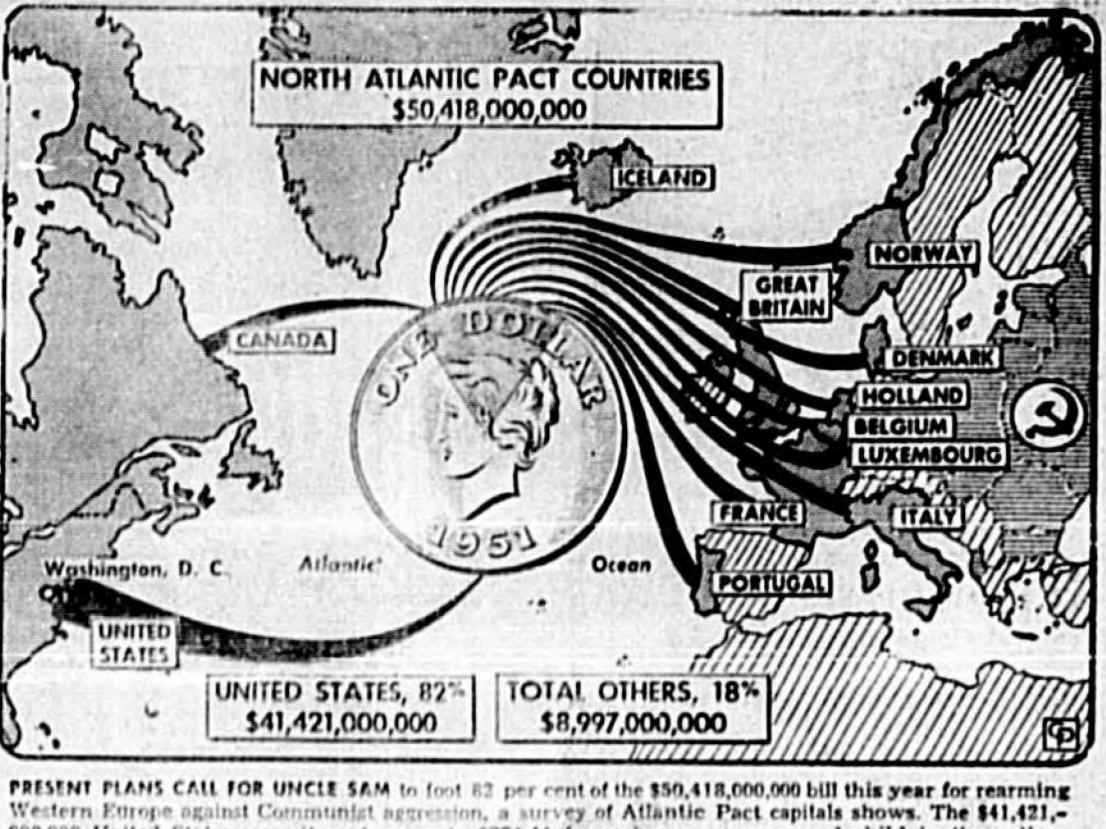 NORTH ATLANTIC PACT COUNTRIES
$50,418,000,000
ICELAND
NORWAY
GREAT
BRITAIN
CANADA
ONE DOLLAR
DENMARK
HOLLAND
BELGIUM
LUXEMBOURG
FRANCE
ITALY
1951
Washington, D. C.
Atlantic
Ocean
PORTUGAL
UNITED
STATES
UNITED STATES, 82%
$41,421,000,000
TOTAL OTHERS, 18%
$8,997,000,000
CP
PRESENT PLANS CALL FOR UNCLE SAM to foot 82 per cent of the $50,418,000,000 bill this year for rearming
Western Europe against Communist aggression, a survey of Atlantic Pact capitals shows. The $41,421,-